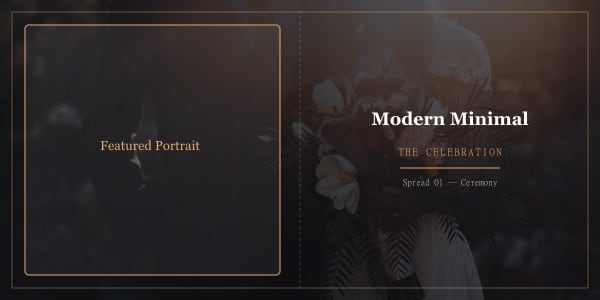 Featured Portrait
Modern Minimal
THE CELEBRATION
Spread 01 — Ceremony